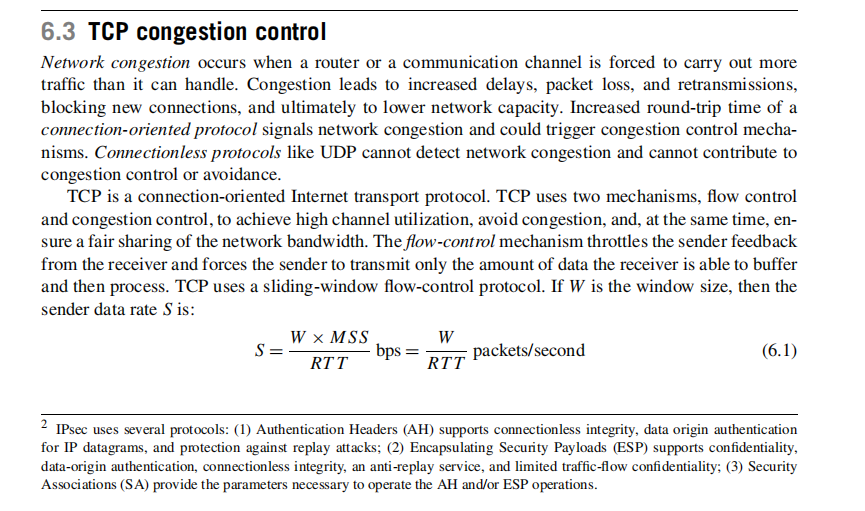 6.3 TCP congestion control
Network congestion occurs when a router or a communication channel is forced to carry out more
traffic than it can handle. Congestion leads to increased delays, packet loss, and retransmissions,
blocking new connections, and ultimately to lower network capacity. Increased round-trip time of a
connection-oriented protocol signals network congestion and could trigger congestion control mecha-
nisms. Connectionless protocols like UDP cannot detect network congestion and cannot contribute to
congestion control or avoidance.
TCP is a connection-oriented Internet transport protocol. TCP uses two mechanisms, flow control
and congestion control, to achieve high channel utilization, avoid congestion, and, at the same time, en-
sure a fair sharing of the network bandwidth. The flow-control mechanism throttles the sender feedback
from the receiver and forces the sender to transmit only the amount of data the receiver is able to buffer
and then process. TCP uses a sliding-window flow-control protocol. If W is the window size, then the
sender data rate S is:
S = W × MSS / RTT bps = W / RTT packets/second (6.1)
2 IPsec uses several protocols: (1) Authentication Headers (AH) supports connectionless integrity, data origin authentication
for IP datagrams, and protection against replay attacks; (2) Encapsulating Security Payloads (ESP) supports confidentiality,
data-origin authentication, connectionless integrity, an anti-replay service, and limited traffic-flow confidentiality; (3) Security
Associations (SA) provide the parameters necessary to operate the AH and/or ESP operations.